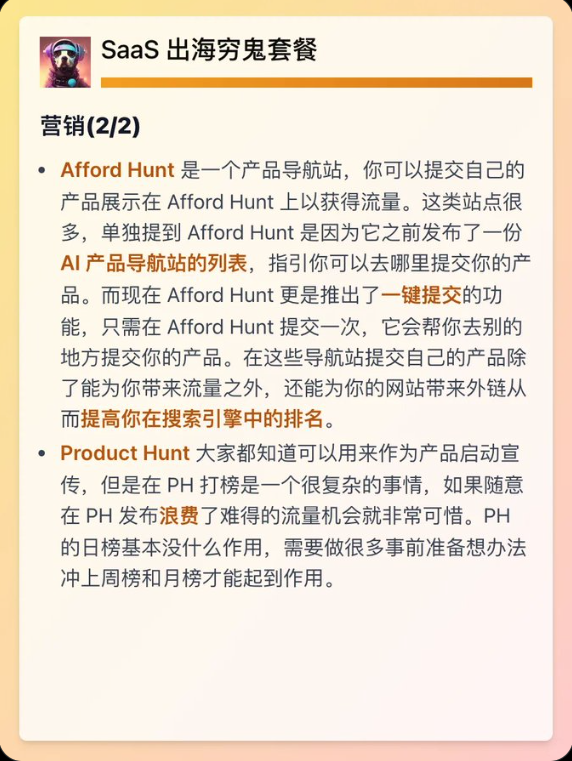 SaaS 出海穷鬼套餐
营销(2/2)
• Afford Hunt 是一个产品导航站，你可以提交自己的
产品展示在 Afford Hunt 上以获得流量。这类站点很
多，单独提到 Afford Hunt 是因为它之前发布了一份
AI 产品导航站的列表，指引你可以去哪里提交你的产
品。而现在 Afford Hunt 更是推出了一键提交的功
能，只需在 Afford Hunt 提交一次，它会帮你去别的
地方提交你的产品。在这些导航站提交自己的产品除
了能为你带来流量之外，还能为你的网站带来外链从
而提高你在搜索引擎中的排名。
• Product Hunt 大家都知道可以用来作为产品启动宣
传，但是在 PH 打榜是一个很复杂的事情，如果随意
在 PH 发布浪费了难得的流量机会就非常可惜。PH
的日榜基本没什么作用，需要做很多事前准备想办法
冲上周榜和月榜才能起到作用。